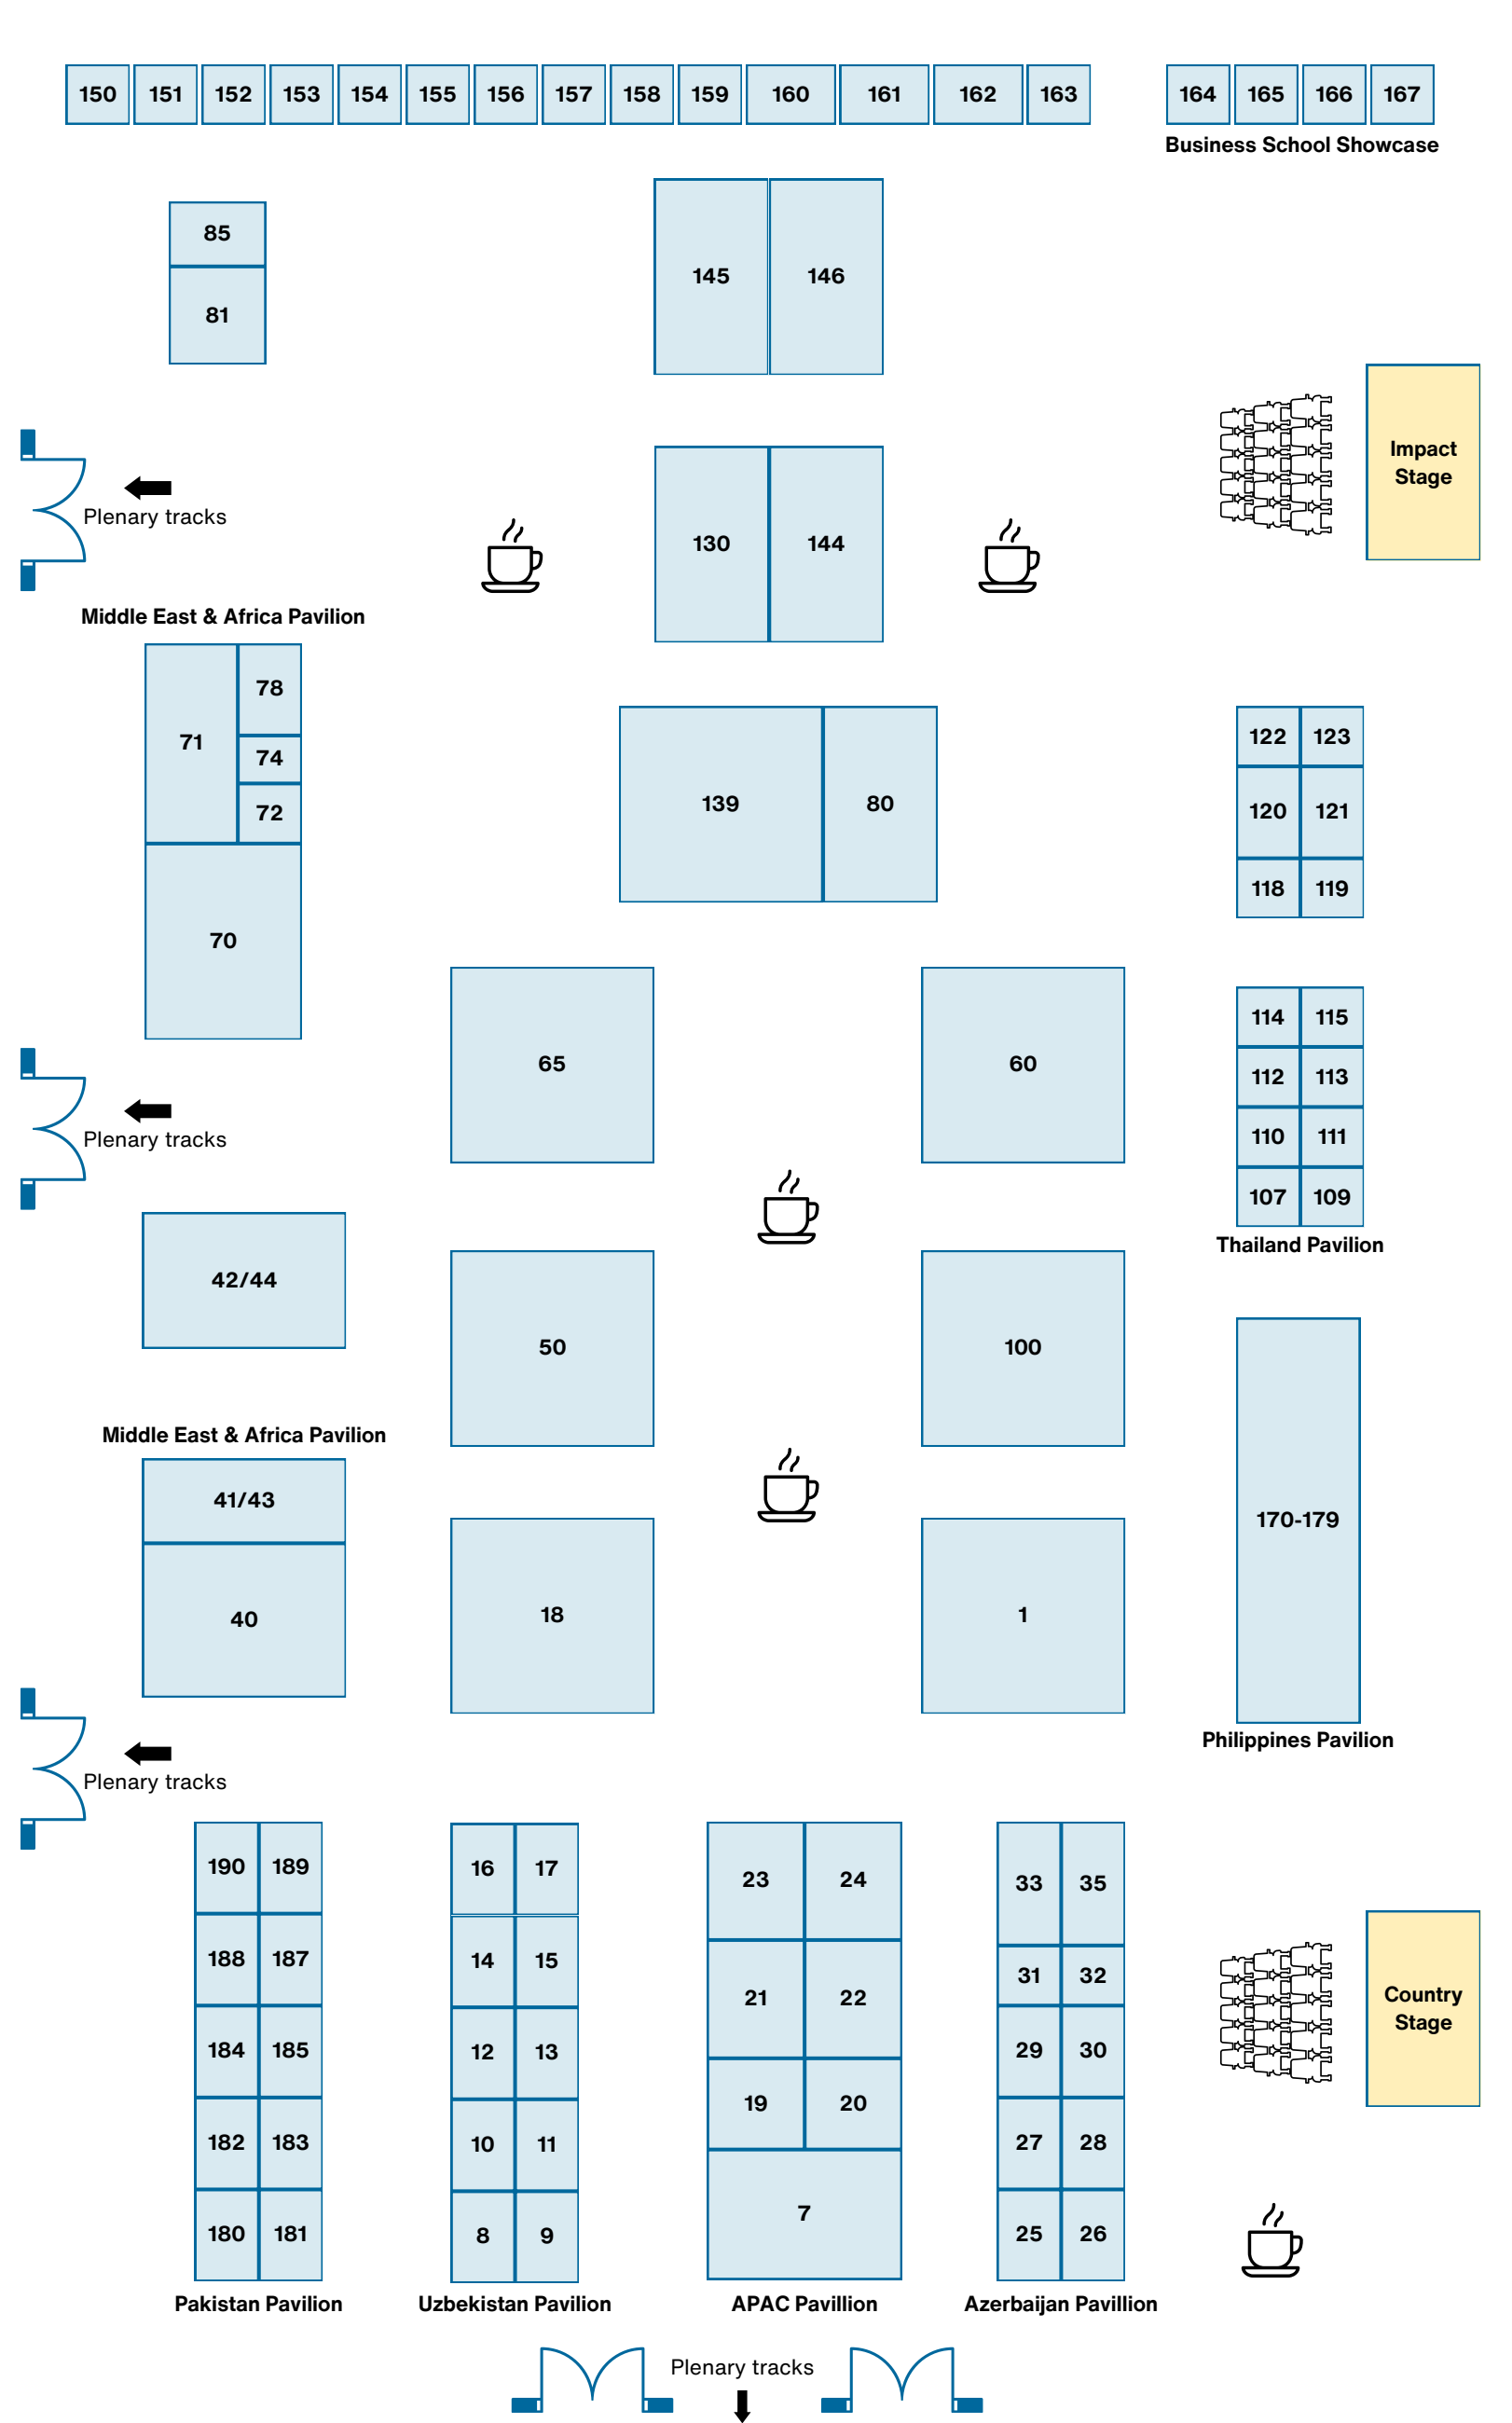 150 151 152 153 154 155 156 157 158 159 160 161 162 163 164 165 166 167
Business School Showcase
85
81
145 146
Impact
Stage
Plenary tracks
130 144
Middle East & Africa Pavilion
71
78
74
72
70
139 80
122 123
120 121
118 119
65
60
114 115
112 113
110 111
107 109
Thailand Pavilion
Plenary tracks
42/44
50
100
Middle East & Africa Pavilion
41/43
40
18
1
170-179
Philippines Pavilion
Plenary tracks
190 189
188 187
184 185
182 183
180 181
Pakistan Pavilion
16 17
14 15
12 13
10 11
8 9
Uzbekistan Pavilion
23 24
21 22
19 20
7
APAC Pavillion
33 35
31 32
29 30
27 28
25 26
Azerbaijan Pavillion
Country
Stage
Plenary tracks